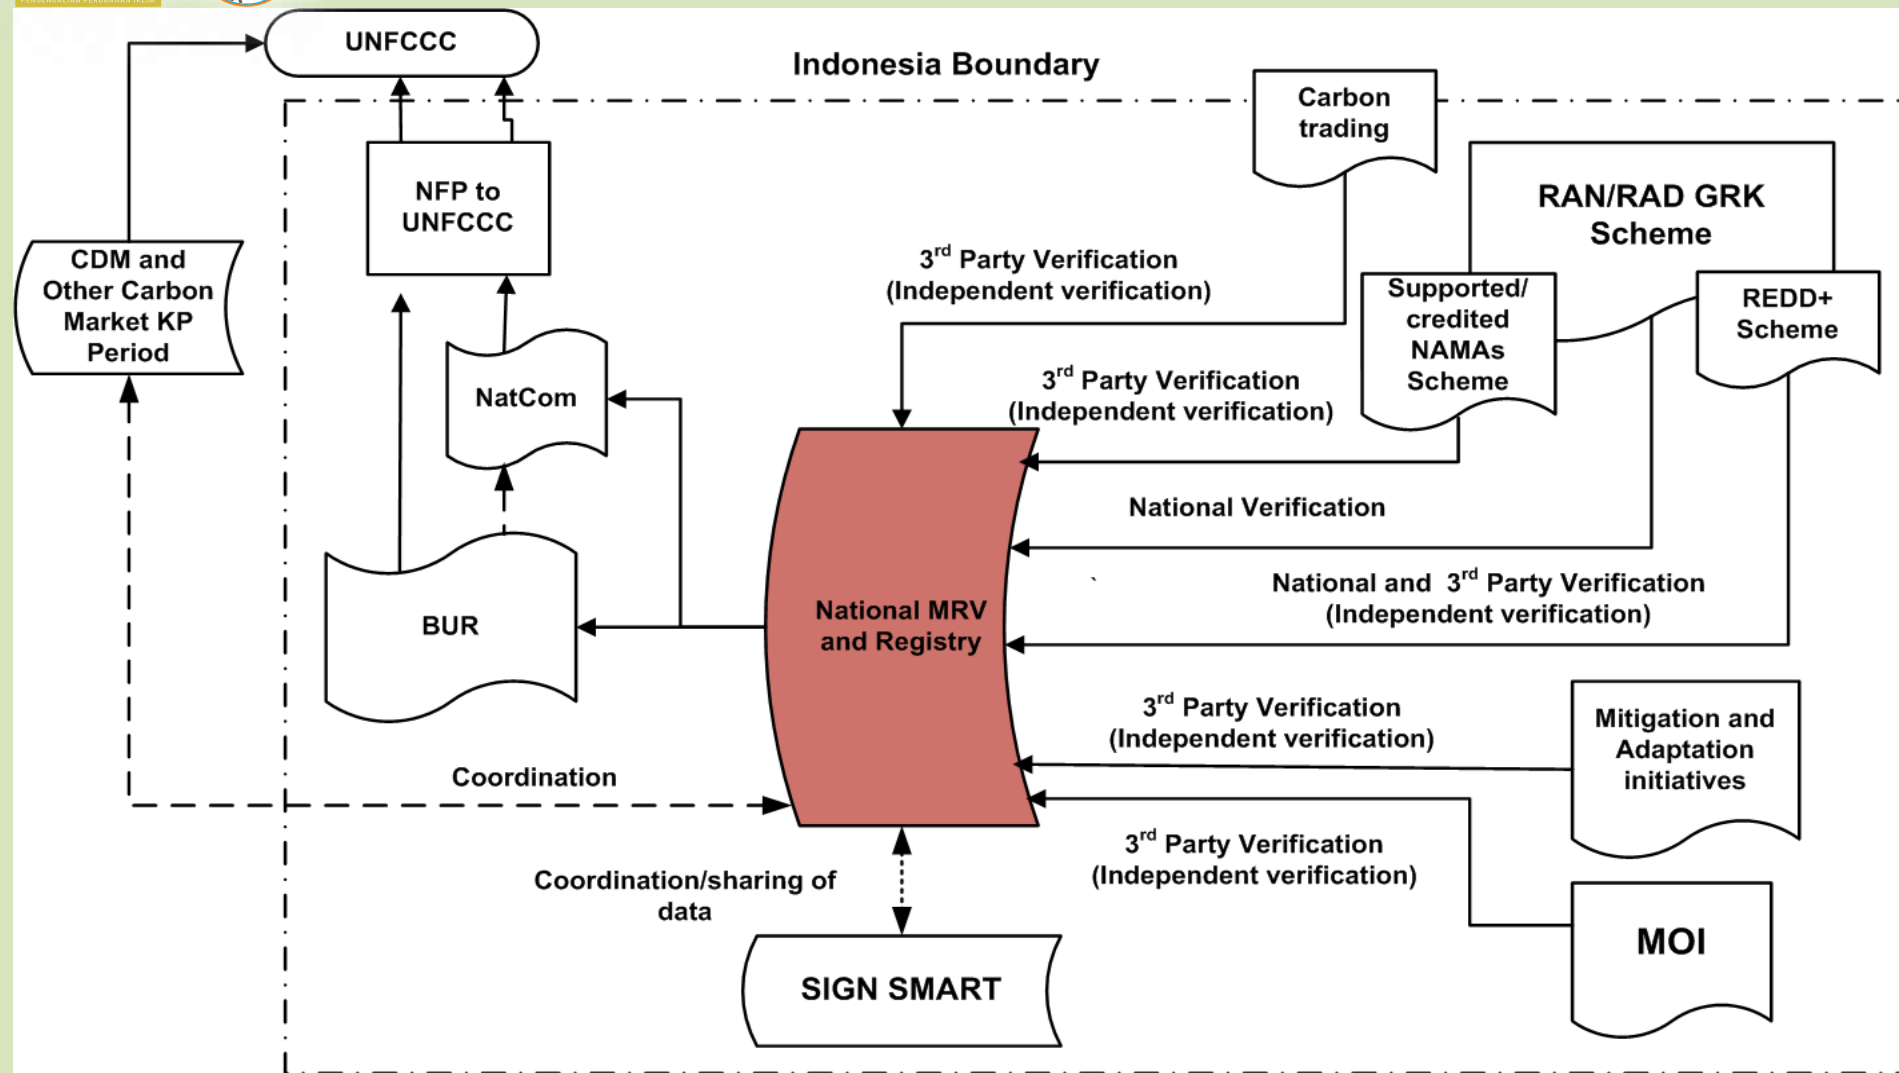 PENGENDALIAN PERUBAHAN IKLIM
UNFCCC
Indonesia Boundary
Carbon
trading
NFP to
UNFCCC
RAN/RAD GRK
Scheme
CDM and
Other Carbon
Market KP
Period
3rd Party Verification
(Independent verification)
Supported/
credited
NAMAs
Scheme
REDD+
Scheme
NatCom
3rd Party Verification
(Independent verification)
National Verification
National and 3rd Party Verification
(Independent verification)
BUR
National MRV
and Registry
3rd Party Verification
(Independent verification)
Mitigation and
Adaptation
initiatives
Coordination
3rd Party Verification
(Independent verification)
Coordination/sharing of
data
MOI
SIGN SMART